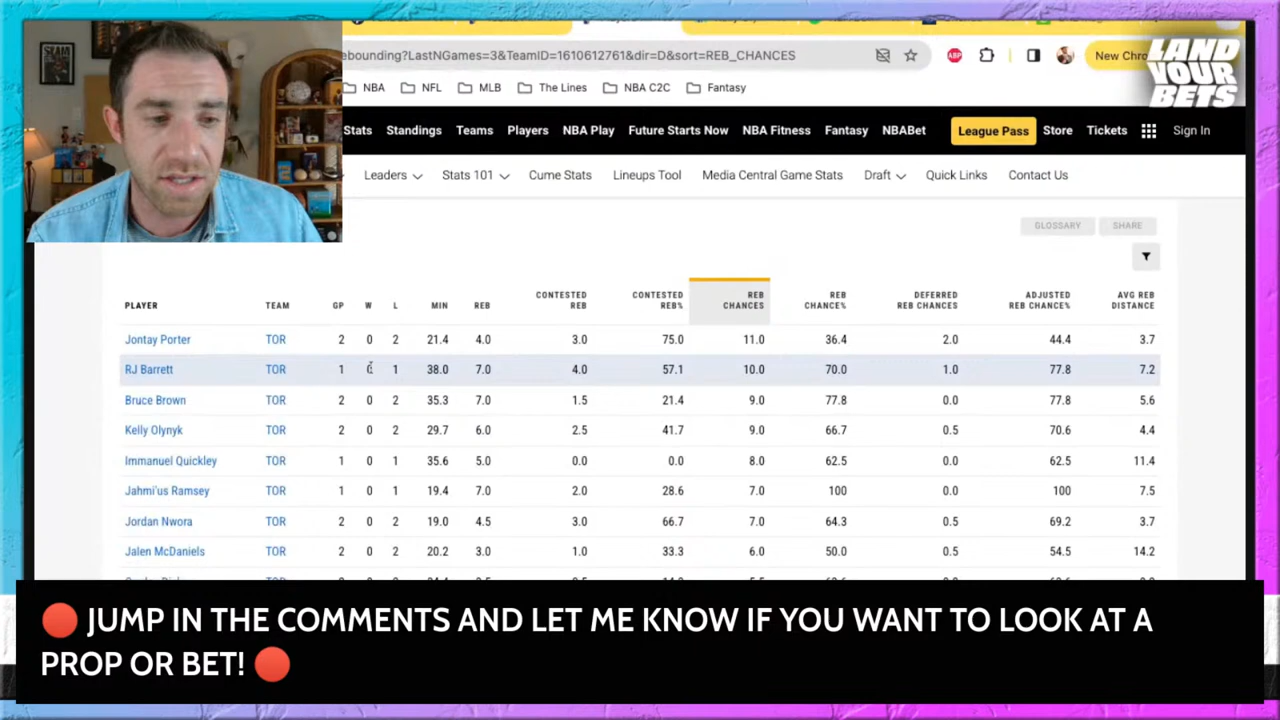 SLAM
ebounding?LastNGames=3&TeamID=1610612761&dir=D&sort=REB_CHANCES
ABP
New Chro
LAND
YOUR
BETS
NBA NFL MLB The Lines NBA C2C Fantasy
Stats Standings Teams Players NBA Play Future Starts Now NBA Fitness Fantasy NBABet League Pass Store Tickets Sign In
Leaders Stats 101 Cume Stats Lineups Tool Media Central Game Stats Draft Quick Links Contact Us
GLOSSARY SHARE
PLAYER TEAM GP W L MIN REB CONTESTED REB CONTESTED REB% REB CHANCES REB CHANCE% DEFERRED REB CHANCES ADJUSTED REB CHANCE% AVG REB DISTANCE
Jontay Porter TOR 2 0 2 21.4 4.0 3.0 75.0 11.0 36.4 2.0 44.4 3.7
RJ Barrett TOR 1 0 1 38.0 7.0 4.0 57.1 10.0 70.0 1.0 77.8 7.2
Bruce Brown TOR 2 0 2 35.3 7.0 1.5 21.4 9.0 77.8 0.0 77.8 5.6
Kelly Olynyk TOR 2 0 2 29.7 6.0 2.5 41.7 9.0 66.7 0.5 70.6 4.4
Immanuel Quickley TOR 1 0 1 35.6 5.0 0.0 0.0 8.0 62.5 0.0 62.5 11.4
Jahmi'us Ramsey TOR 1 0 1 19.4 7.0 2.0 28.6 7.0 100 0.0 100 7.5
Jordan Nwora TOR 2 0 2 19.0 4.5 3.0 66.7 7.0 64.3 0.5 69.2 3.7
Jalen McDaniels TOR 2 0 2 20.2 3.0 1.0 33.3 6.0 50.0 0.5 54.5 14.2
JUMP IN THE COMMENTS AND LET ME KNOW IF YOU WANT TO LOOK AT A
PROP OR BET!